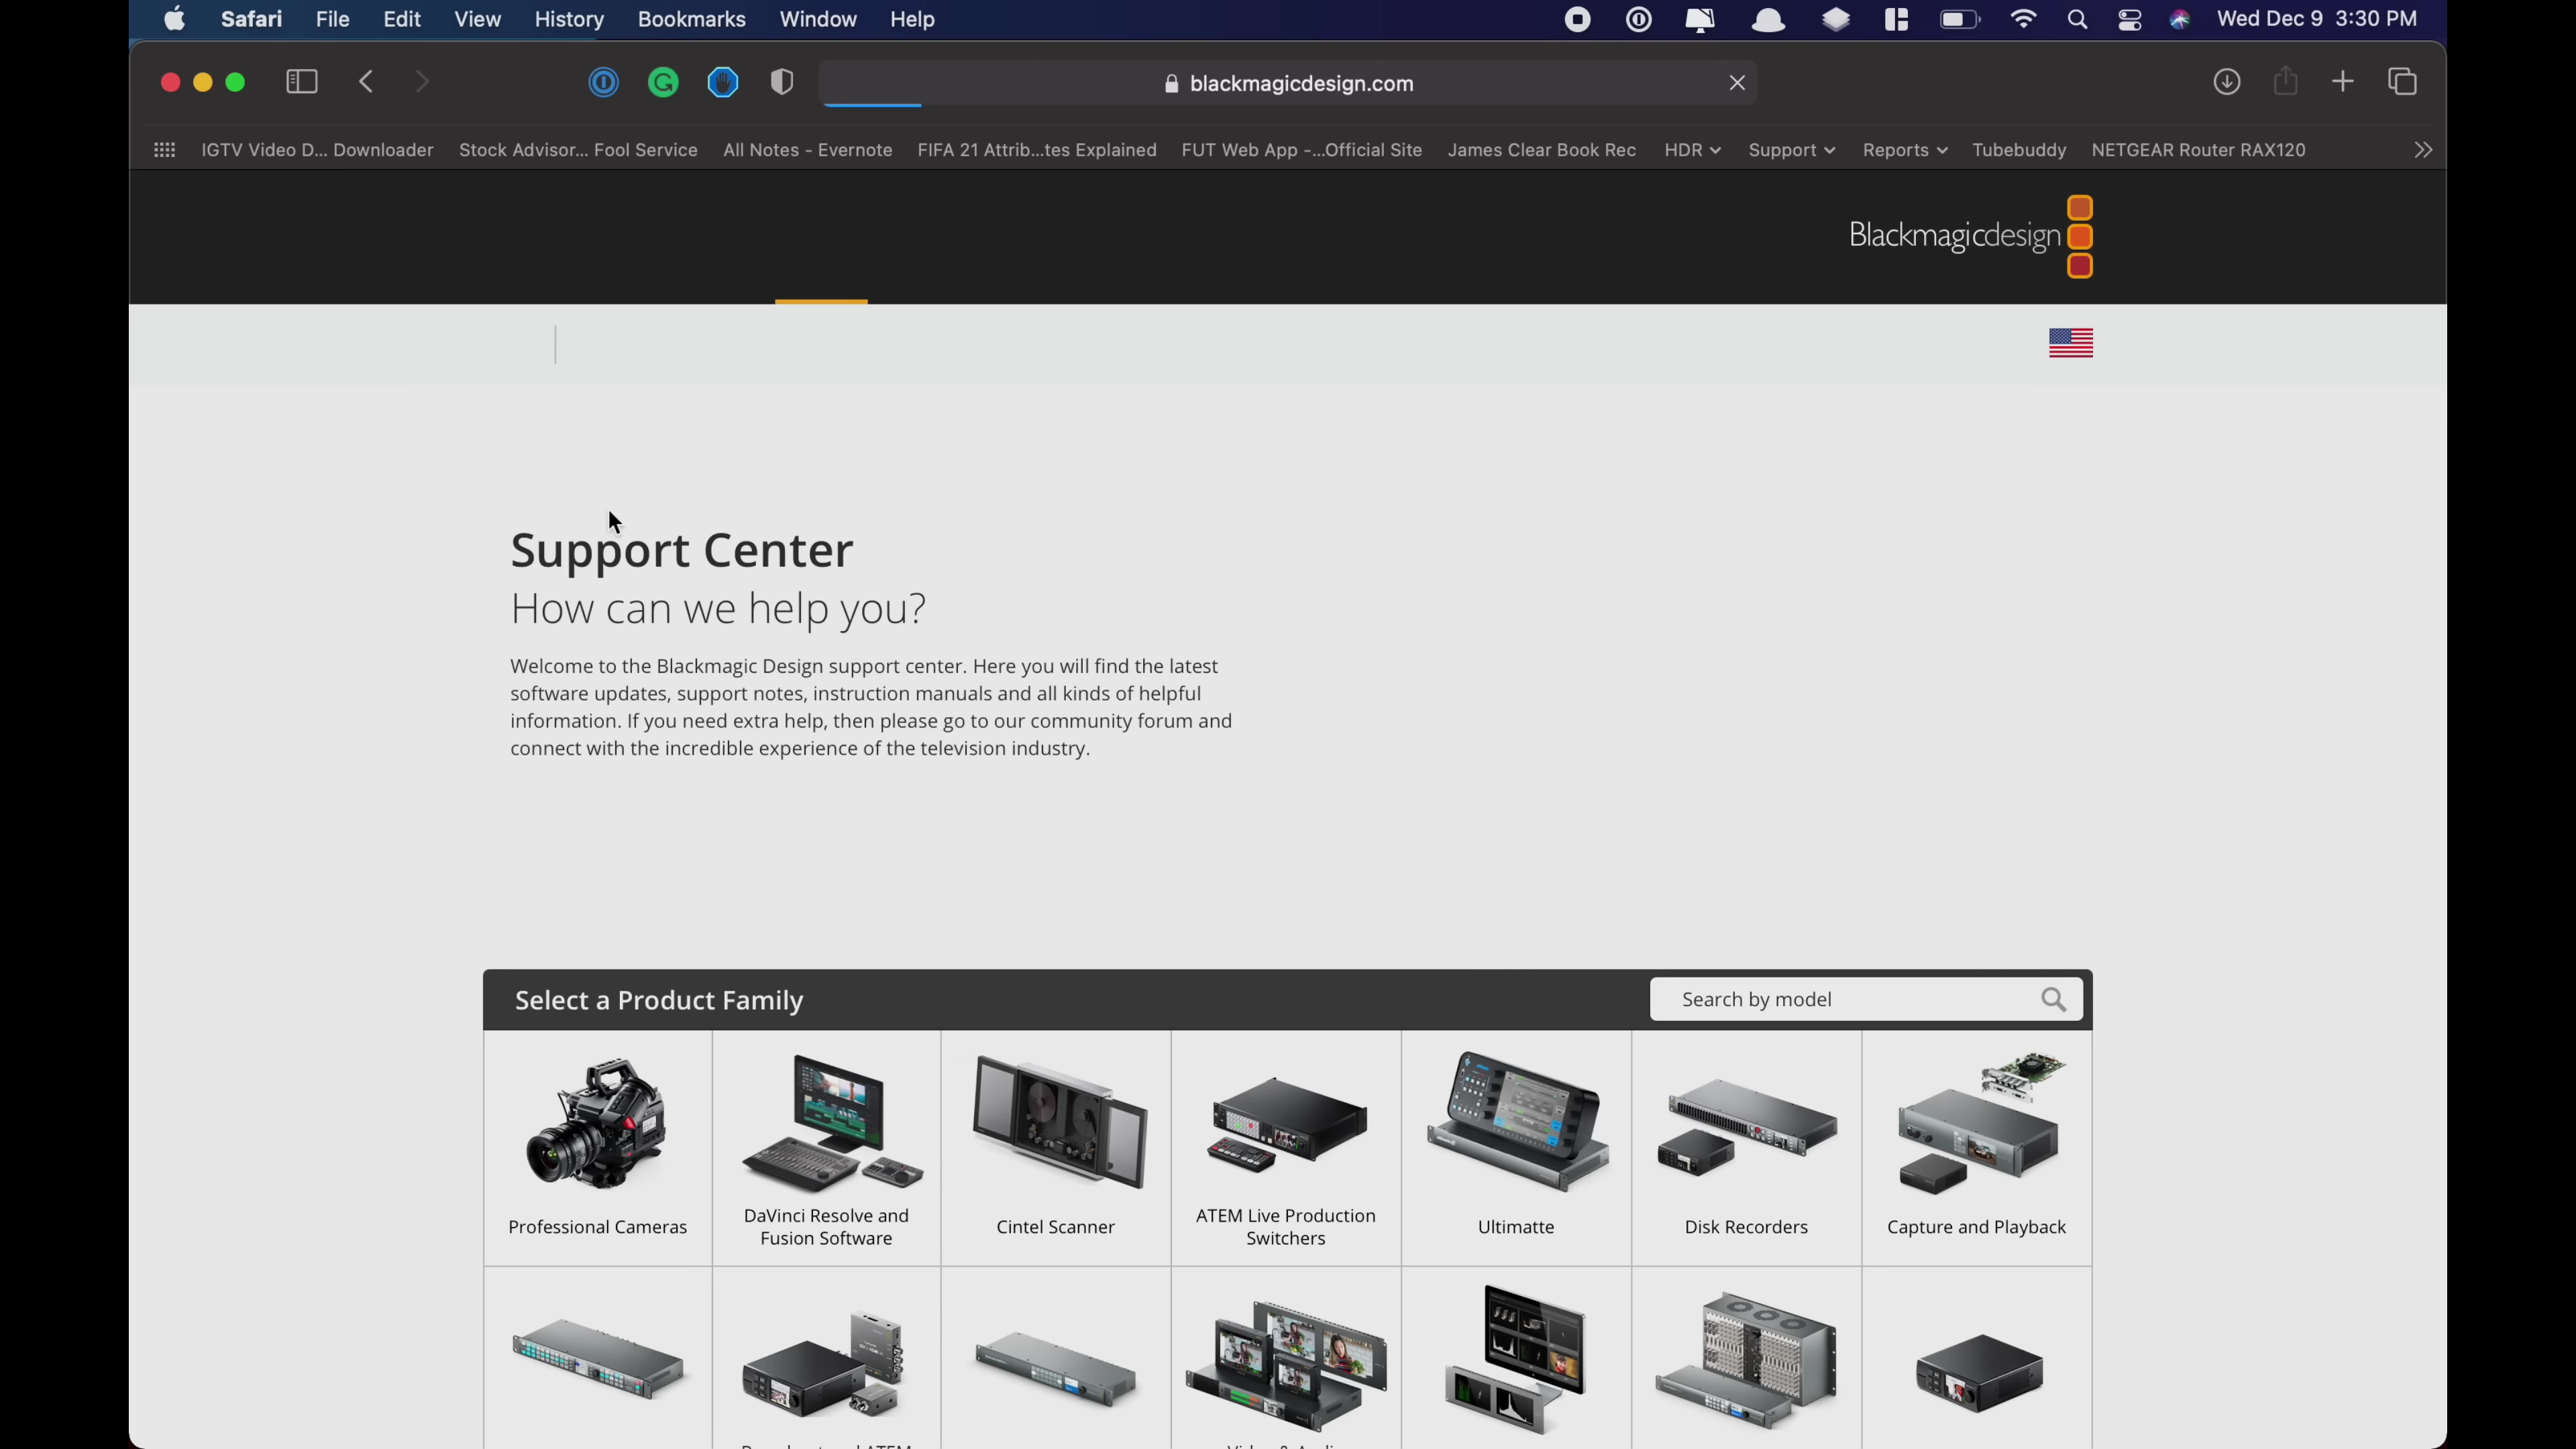 Safari File Edit View History Bookmarks Window Help Wed Dec 9 3:30 PM
blackmagicdesign.com
IGTV Video D... Downloader Stock Advisor... Fool Service All Notes - Evernote FIFA 21 Attrib...tes Explained FUT Web App -...Official Site James Clear Book Rec HDR Support Reports Tubebuddy NETGEAR Router RAX120
Blackmagicdesign
Support Center
How can we help you?
Welcome to the Blackmagic Design support center. Here you will find the latest
software updates, support notes, instruction manuals and all kinds of helpful
information. If you need extra help, then please go to our community forum and
connect with the incredible experience of the television industry.
Select a Product Family Search by model
Professional Cameras
DaVinci Resolve and
Fusion Software
Cintel Scanner
ATEM Live Production
Switchers
Ultimatte
Disk Recorders
Capture and Playback